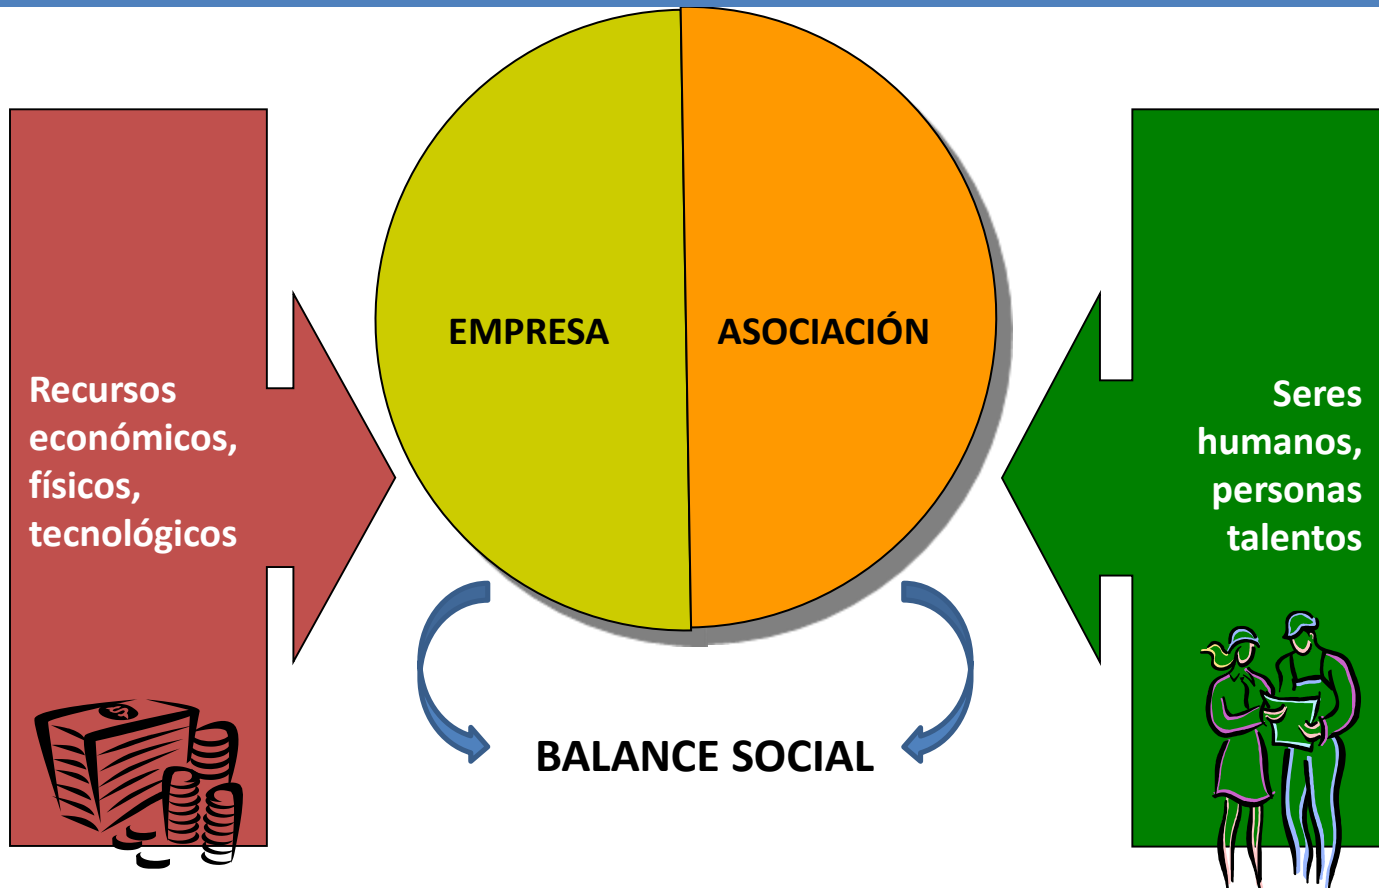 EMPRESA
ASOCIACIÓN
Recursos
económicos,
físicos,
tecnológicos
Seres
humanos,
personas
talentos
BALANCE SOCIAL